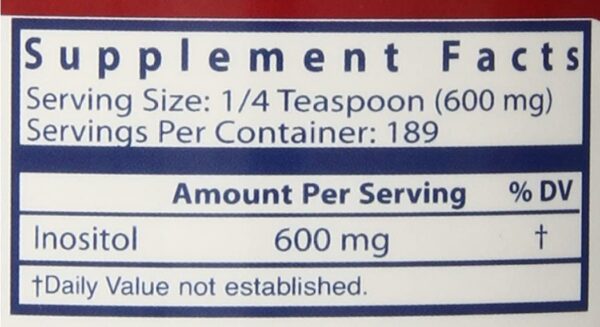 Supplement Facts
Serving Size: 1/4 Teaspoon (600 mg)
Servings Per Container: 189
Amount Per Serving % DV
Inositol 600 mg †
†Daily Value not established.